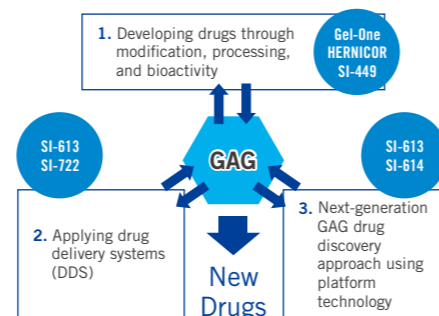 1. Developing drugs through
modification, processing,
and bioactivity
Gel-One
HERNICOR
SI-449
SI-613
SI-722
GAG
SI-613
SI-614
2. Applying drug
delivery systems
(DDS)
New
Drugs
3. Next-generation
GAG drug
discovery
approach using
platform
technology